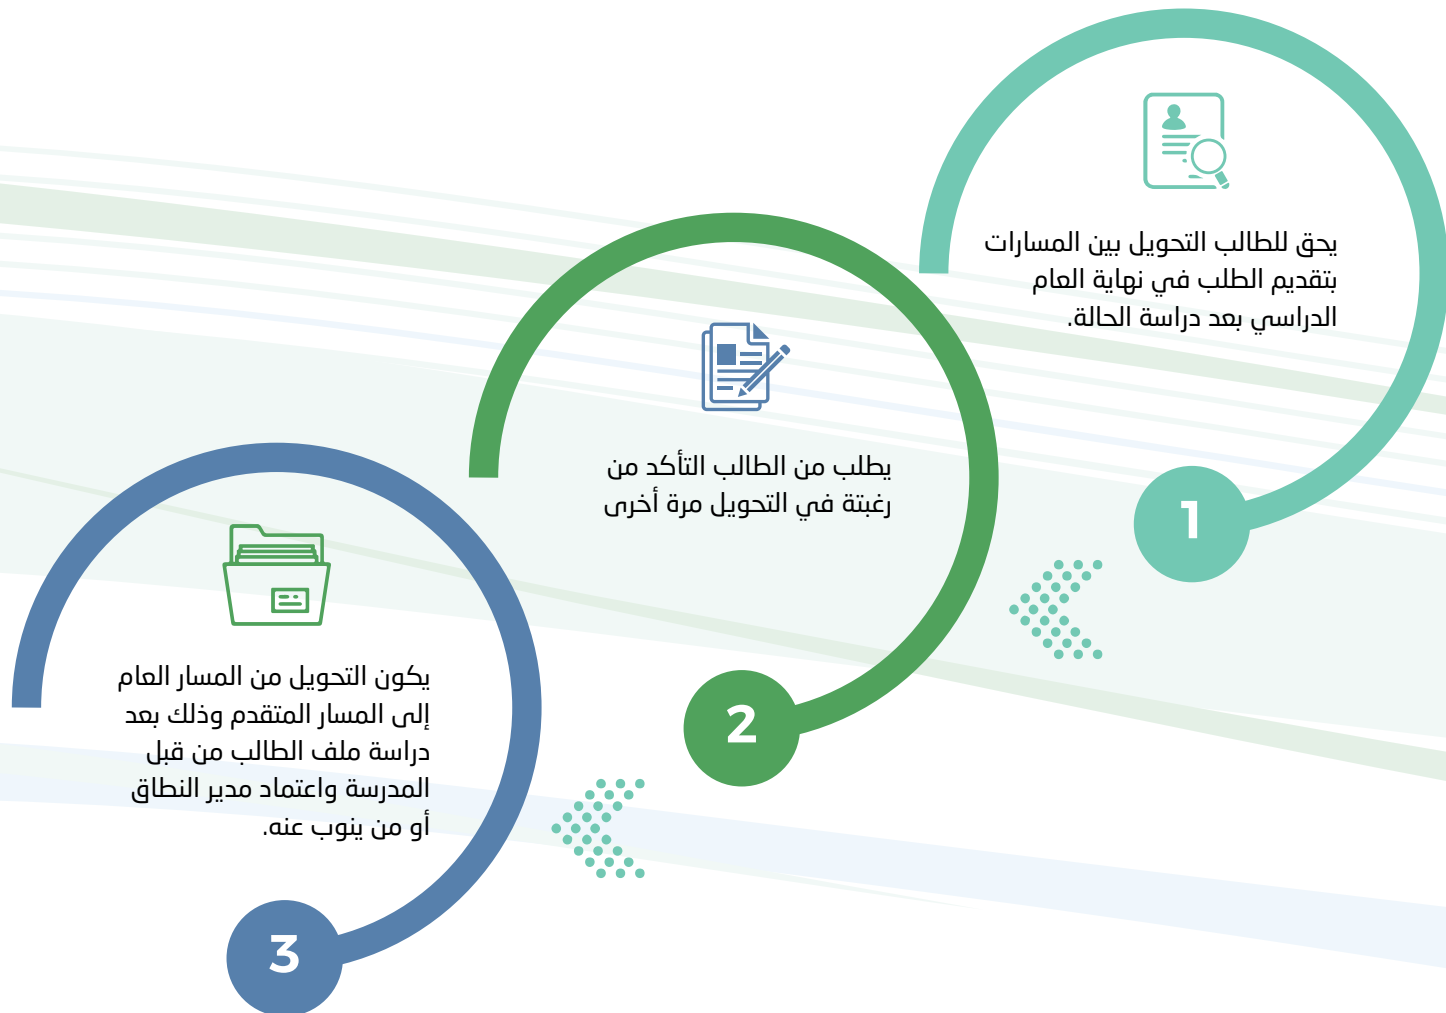 يحق للطالب التحويل بين المسارات
بتقديم الطلب في نهاية العام
الدراسي بعد دراسة الحالة.
1
يطلب من الطالب التأكد من
رغبتة في التحويل مرة أخرى
2
يكون التحويل من المسار العام
إلى المسار المتقدم وذلك بعد
دراسة ملف الطالب من قبل
المدرسة واعتماد مدير النطاق
أو من ينوب عنه.
3